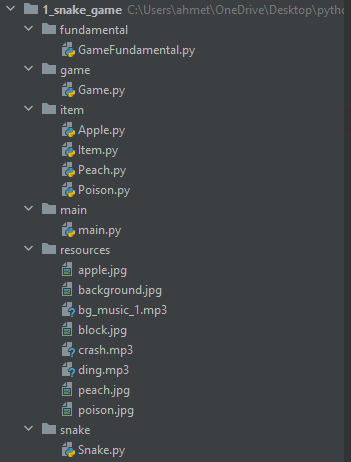 1_snake_game C:\Users\ahmet\OneDrive\Desktop\pytho
fundamental
GameFundamental.py
game
Game.py
item
Apple.py
Item.py
Peach.py
Poison.py
main
main.py
resources
apple.jpg
background.jpg
bg_music_1.mp3
block.jpg
crash.mp3
ding.mp3
peach.jpg
poison.jpg
snake
Snake.py